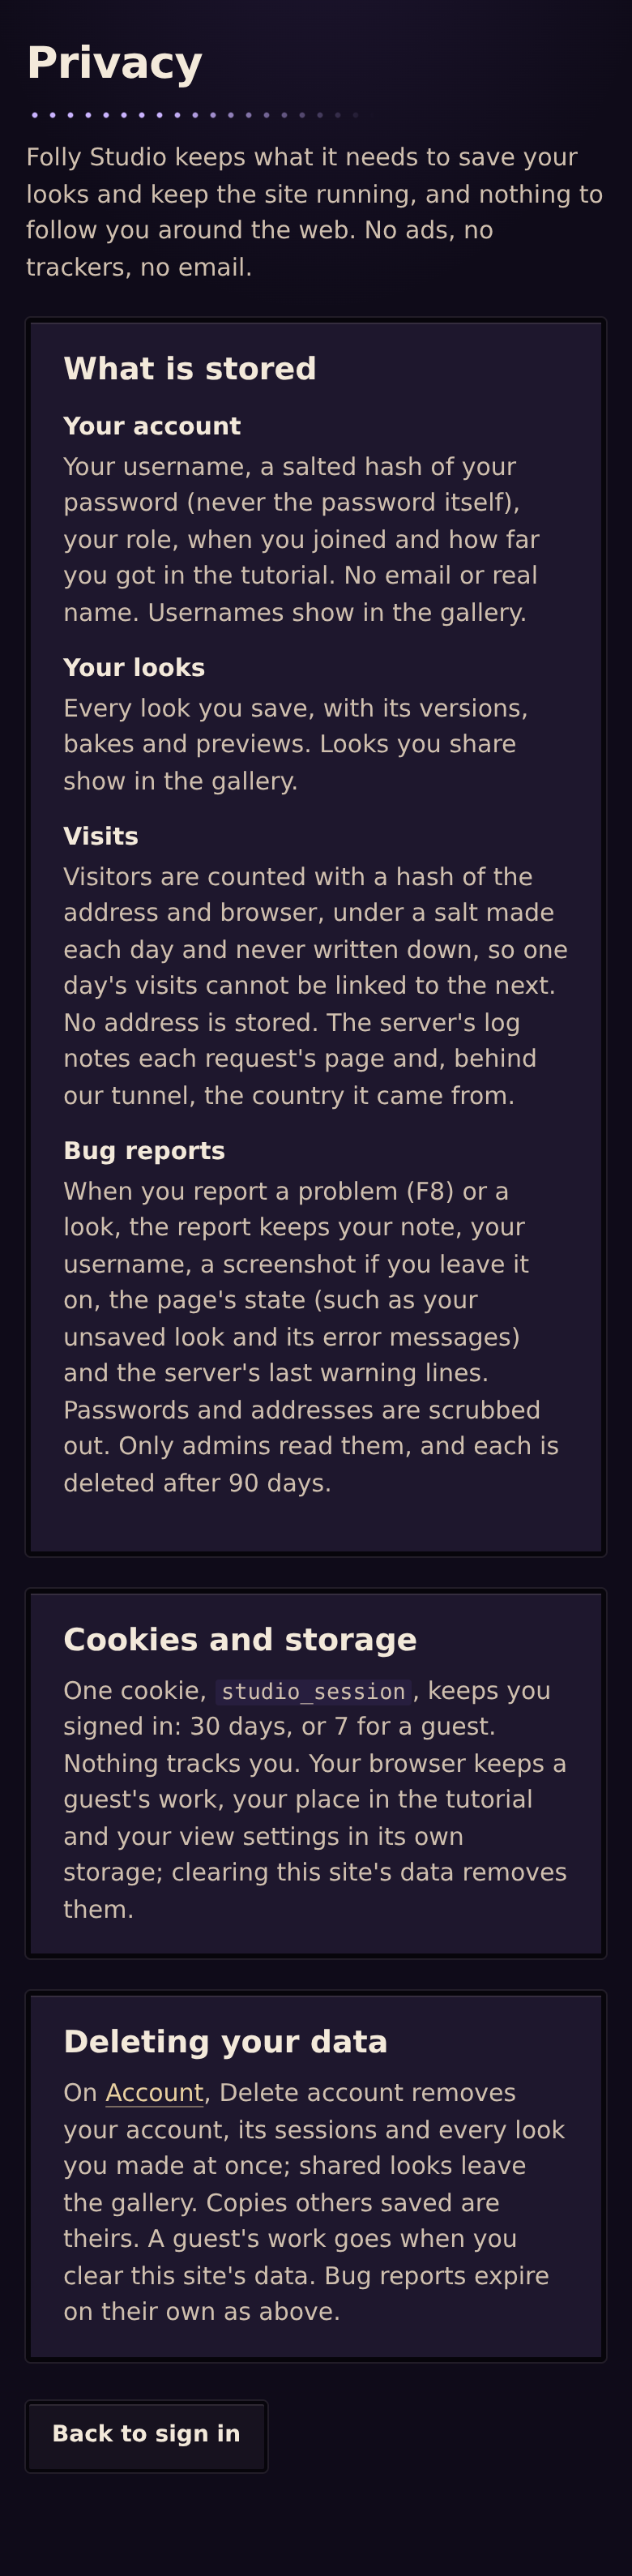 Privacy
Folly Studio keeps what it needs to save your
looks and keep the site running, and nothing to
follow you around the web. No ads, no
trackers, no email.
What is stored
Your account
Your username, a salted hash of your
password (never the password itself),
your role, when you joined and how far
you got in the tutorial. No email or real
name. Usernames show in the gallery.
Your looks
Every look you save, with its versions,
bakes and previews. Looks you share
show in the gallery.
Visits
Visitors are counted with a hash of the
address and browser, under a salt made
each day and never written down, so one
day's visits cannot be linked to the next.
No address is stored. The server's log
notes each request's page and, behind
our tunnel, the country it came from.
Bug reports
When you report a problem (F8) or a
look, the report keeps your note, your
username, a screenshot if you leave it
on, the page's state (such as your
unsaved look and its error messages)
and the server's last warning lines.
Passwords and addresses are scrubbed
out. Only admins read them, and each is
deleted after 90 days.
Cookies and storage
One cookie, studio_session, keeps you
signed in: 30 days, or 7 for a guest.
Nothing tracks you. Your browser keeps a
guest's work, your place in the tutorial
and your view settings in its own
storage; clearing this site's data removes
them.
Deleting your data
On Account, Delete account removes
your account, its sessions and every look
you made at once; shared looks leave
the gallery. Copies others saved are
theirs. A guest's work goes when you
clear this site's data. Bug reports expire
on their own as above.
Back to sign in